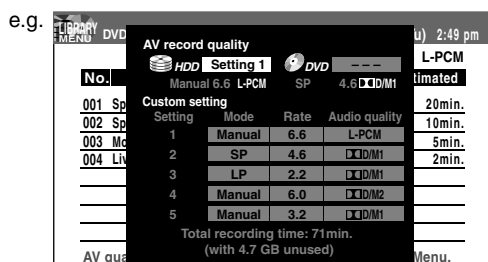 e.g.
LIBRARY MENU DVD u) 2:49 pm
L-PCM
AV record quality
HDD Setting 1 DVD – – –
Manual 6.6 L-PCM SP 4.6 D/M1
No. timated
Custom setting
Setting Mode Rate Audio quality
001 Sp 20min.
1 Manual 6.6 L-PCM
002 Sp 10min.
2 SP 4.6 D/M1
003 Mo 5min.
3 LP 2.2 D/M1
004 Liv 2min.
4 Manual 6.0 D/M2
5 Manual 3.2 D/M1
Total recording time: 71min.
(with 4.7 GB unused)
AV qua Menu.